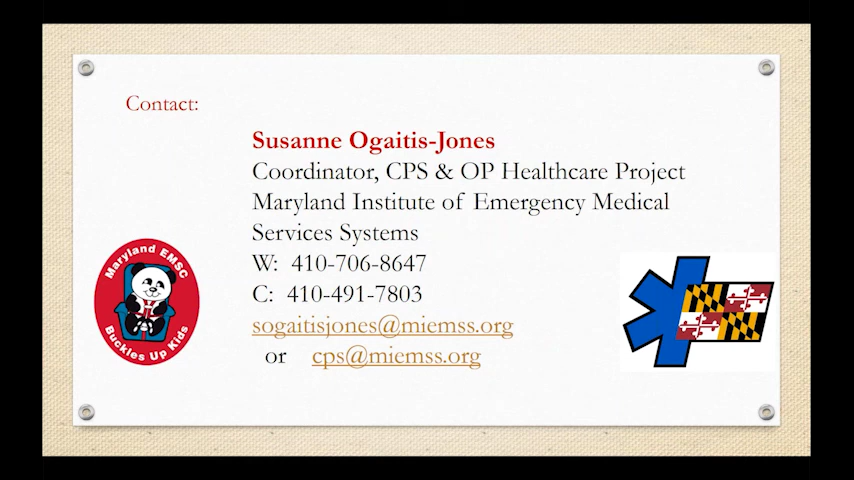 Contact:
Susanne Ogaitis-Jones
Coordinator, CPS & OP Healthcare Project
Maryland Institute of Emergency Medical
Services Systems
W: 410-706-8647
C: 410-491-7803
sogaitisjones@miemss.org
or cps@miemss.org
Maryland EMSC
Buckles Up Kids